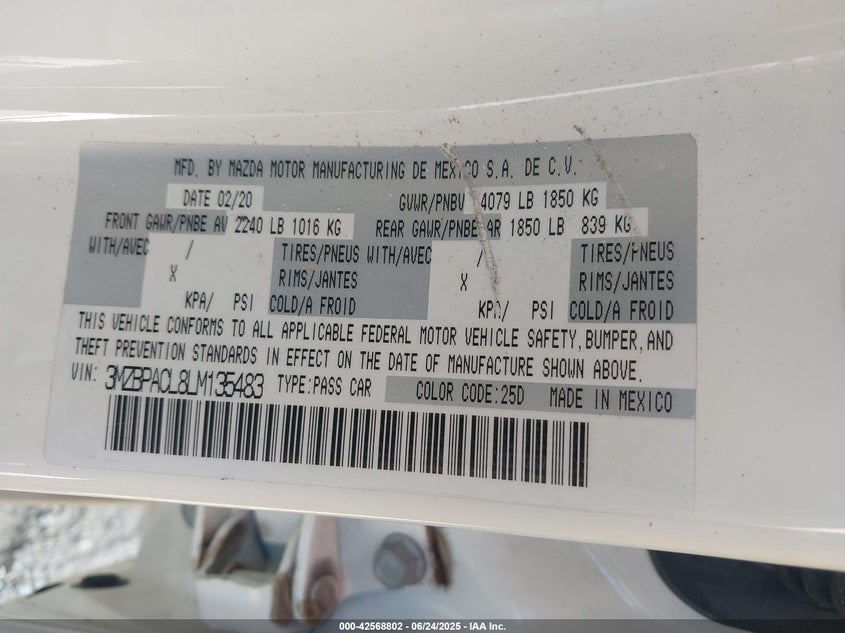 MFD. BY MAZDA MOTOR MANUFACTURING DE MEXICO S.A. DE C.V.
DATE 02/20 GVWR/PNBV 4079 LB 1850 KG
FRONT GAWR/PNBE AV 2240 LB 1016 KG REAR GAWR/PNBE AR 1850 LB 839 KG
WITH/AVEC / TIRES/PNEUS WITH/AVEC / TIRES/PNEUS
X RIMS/JANTES X RIMS/JANTES
KPA/ PSI COLD/A FROID KPA/ PSI COLD/A FROID
THIS VEHICLE CONFORMS TO ALL APPLICABLE FEDERAL MOTOR VEHICLE SAFETY, BUMPER, AND
THEFT PREVENTION STANDARDS IN EFFECT ON THE DATE OF MANUFACTURE SHOWN ABOVE.
VIN: 3MZBPACL8LM135483 TYPE:PASS CAR COLOR CODE:25D MADE IN MEXICO
000-42568802 - 06/24/2025 - IAA Inc.